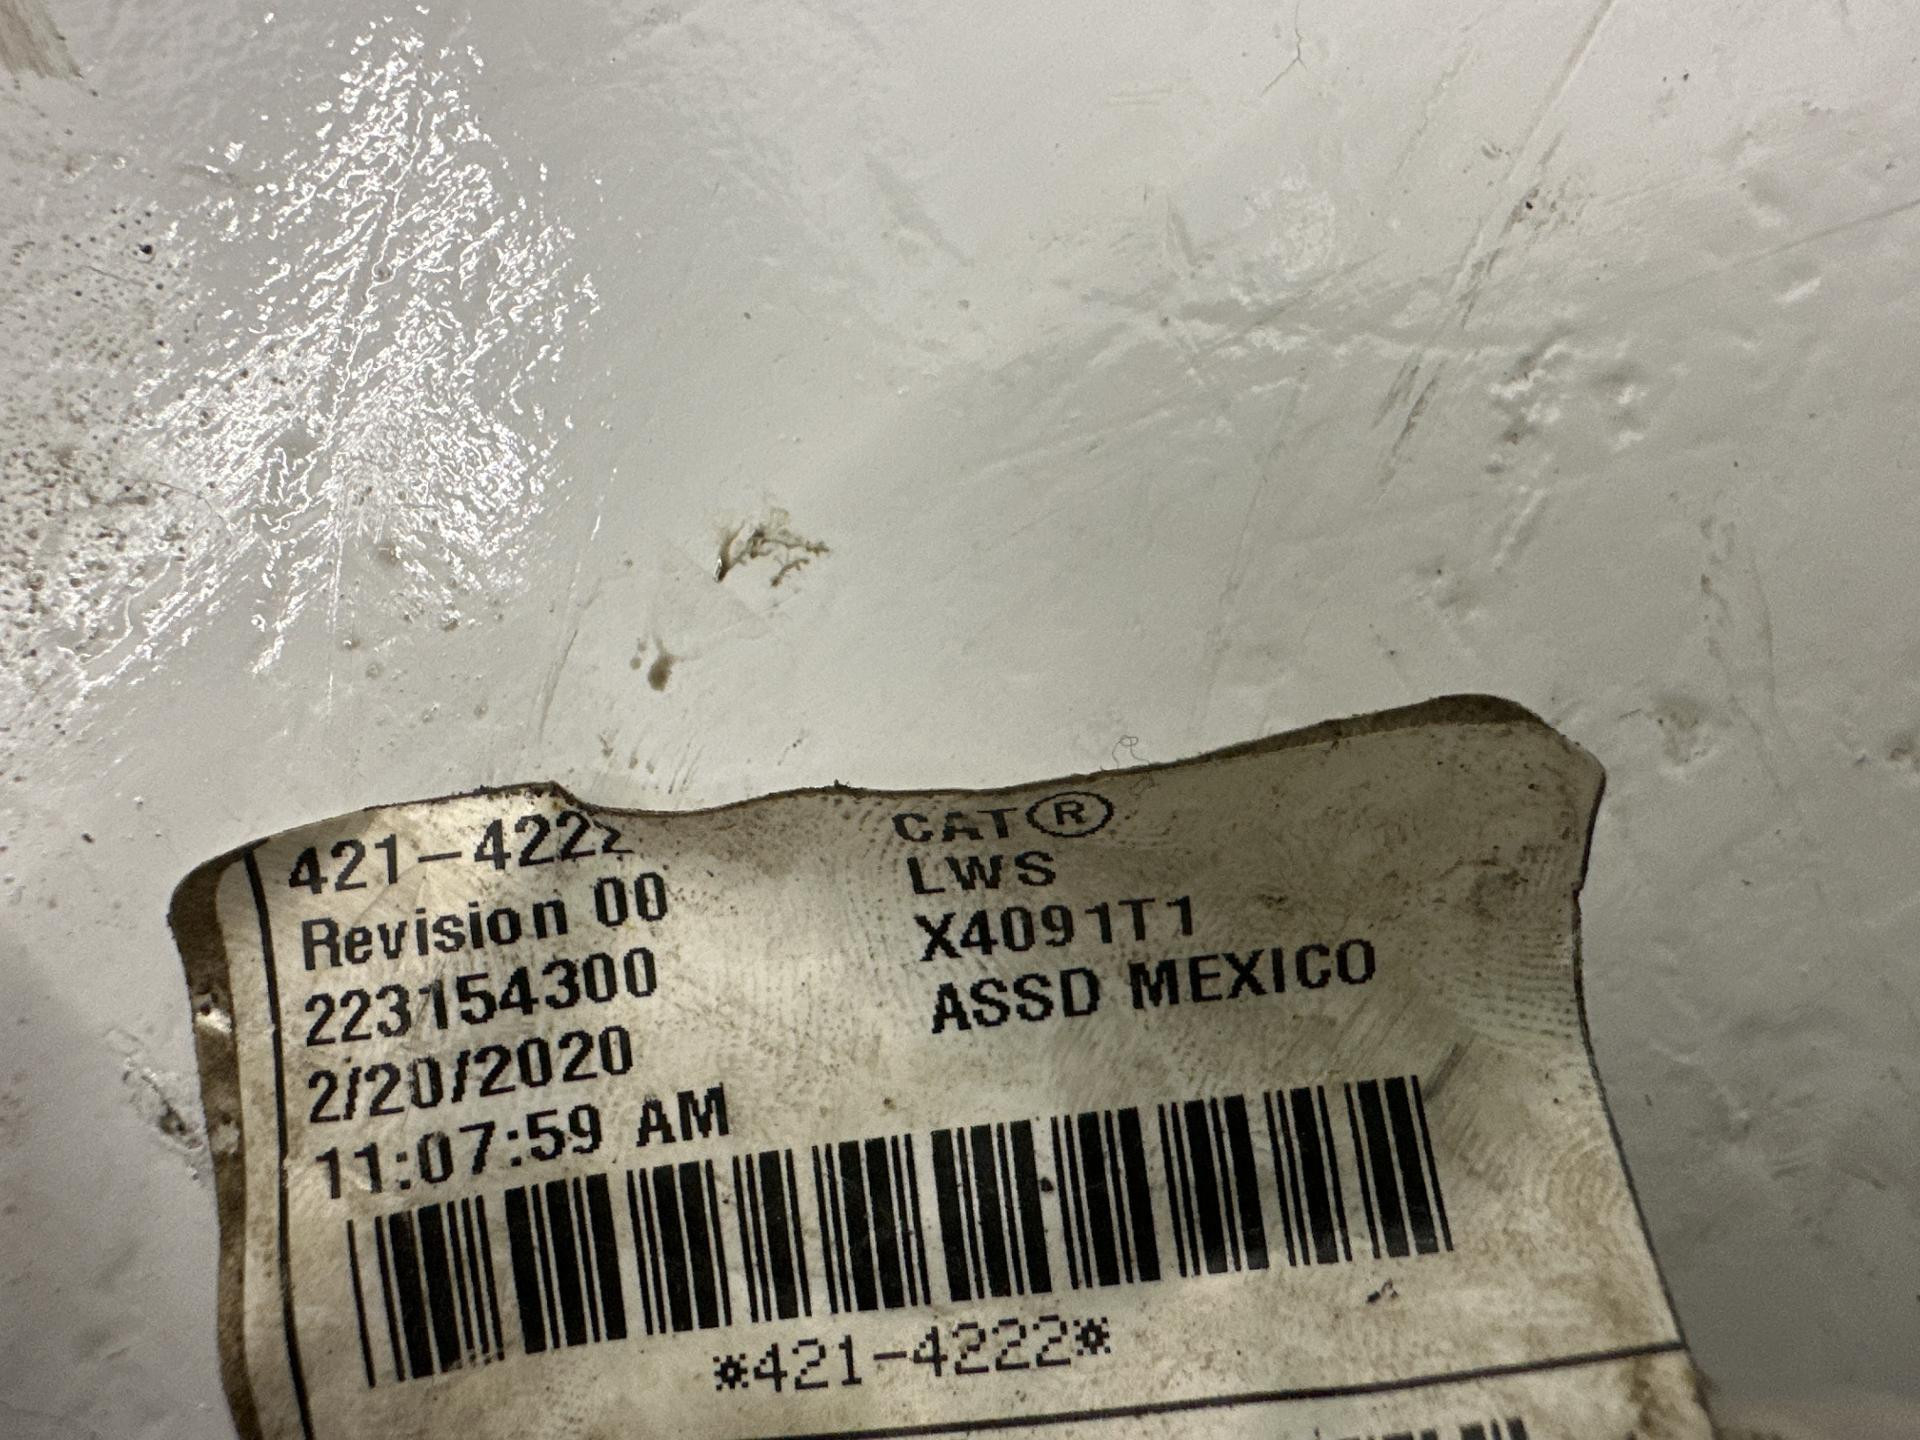 421-4222
Revision 00
223154300
2/20/2020
11:07:59 AM
CAT®
LWS
X4091T1
ASSD MEXICO
*421-4222*